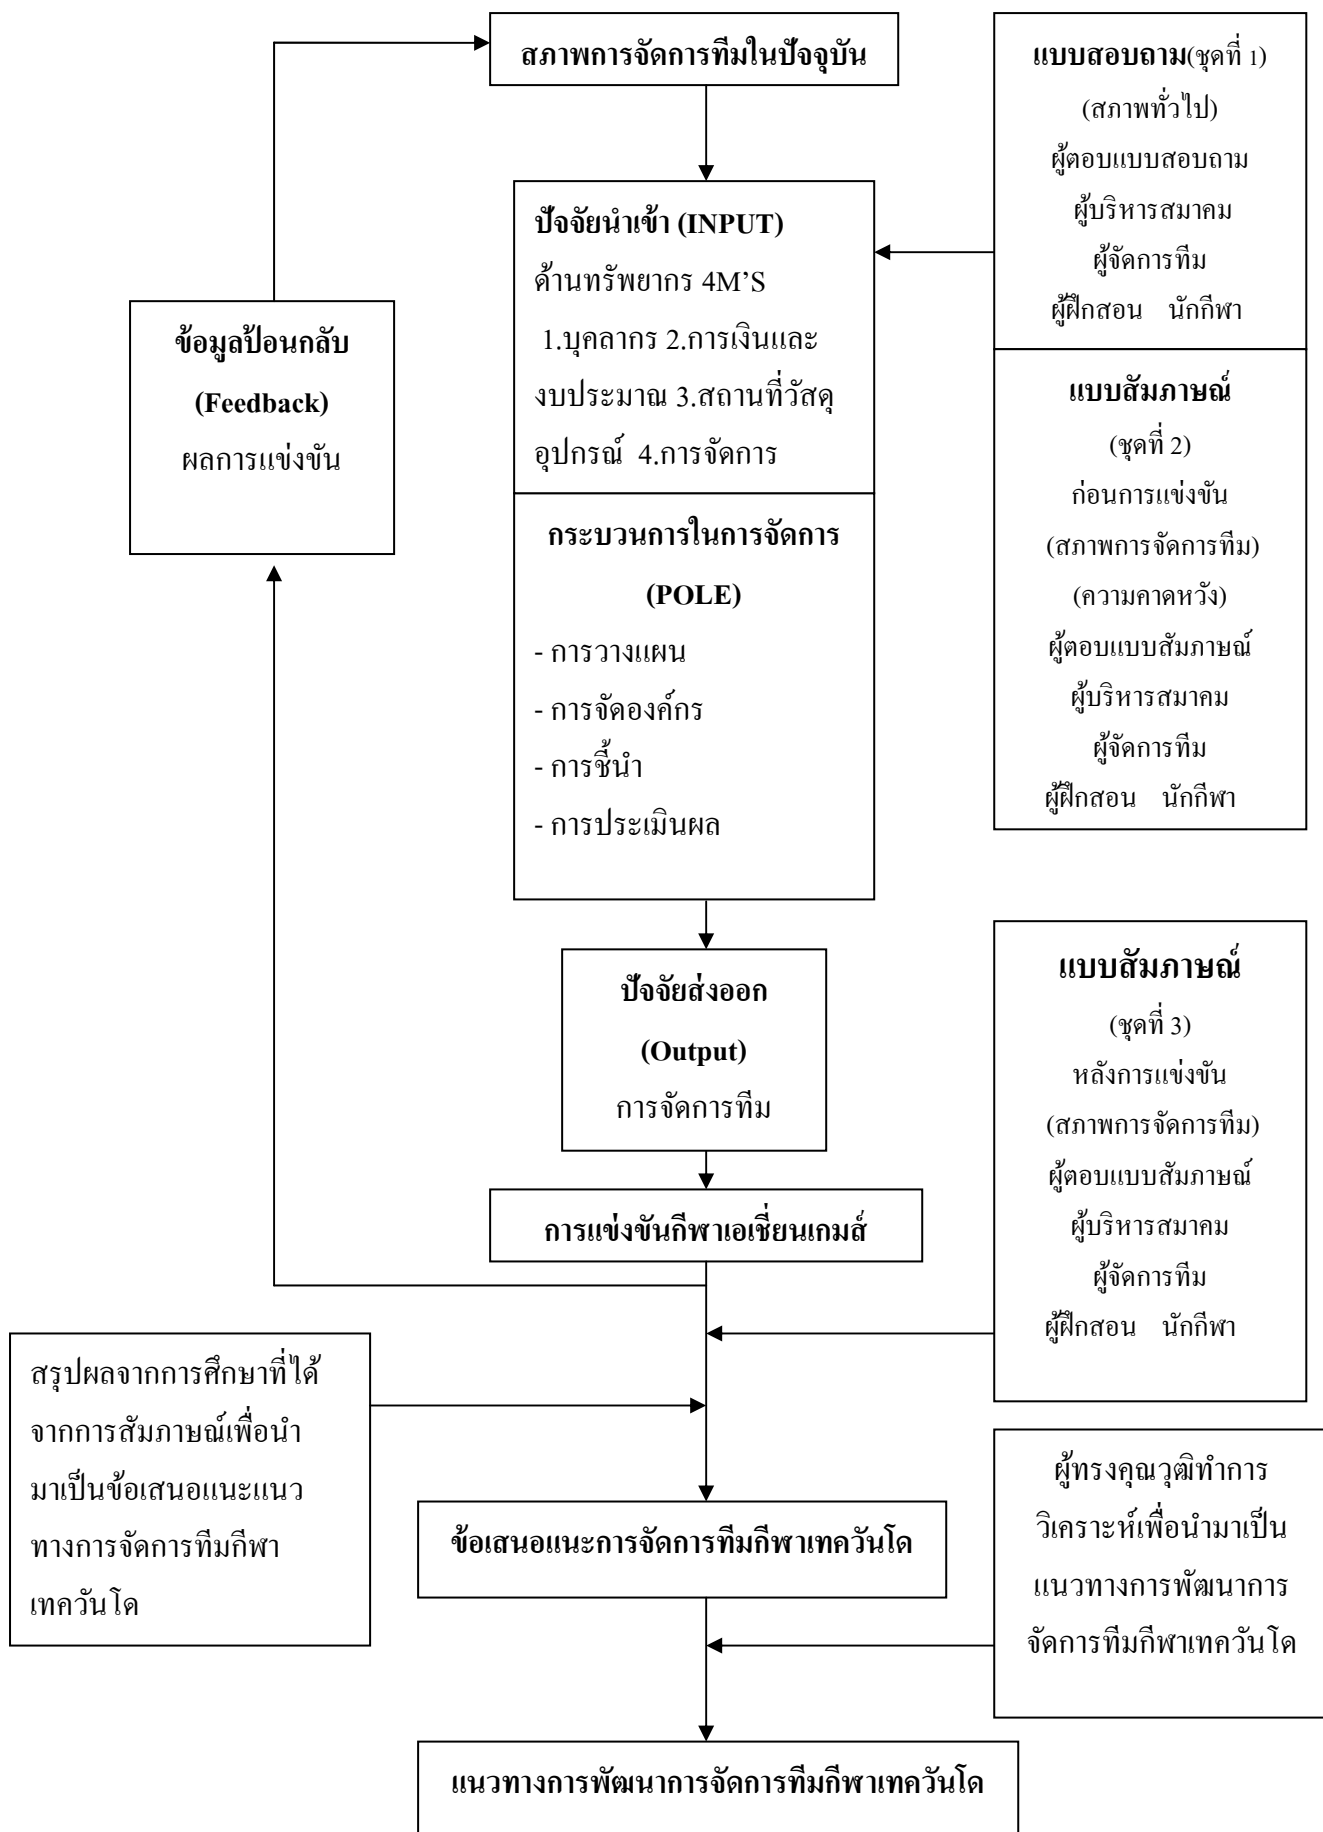 สภาพการจัดการทีมในปัจจุบัน
แบบสอบถาม(ชุดที่ 1)
(สภาพทั่วไป)
ผู้ตอบแบบสอบถาม
ผู้บริหารสมาคม
ผู้จัดการทีม
ผู้ฝึกสอน นักกีฬา
ปัจจัยนำเข้า (INPUT)
ด้านทรัพยากร 4M’S
1.บุคลากร 2.การเงินและ
งบประมาณ 3.สถานที่วัสดุ
อุปกรณ์ 4.การจัดการ
ข้อมูลป้อนกลับ
(Feedback)
ผลการแข่งขัน
แบบสัมภาษณ์
(ชุดที่ 2)
ก่อนการแข่งขัน
(สภาพการจัดการทีม)
(ความคาดหวัง)
ผู้ตอบแบบสัมภาษณ์
ผู้บริหารสมาคม
ผู้จัดการทีม
ผู้ฝึกสอน นักกีฬา
กระบวนการในการจัดการ
(POLE)
- การวางแผน
- การจัดองค์กร
- การชี้นำ
- การประเมินผล
ปัจจัยส่งออก
(Output)
การจัดการทีม
แบบสัมภาษณ์
(ชุดที่ 3)
หลังการแข่งขัน
(สภาพการจัดการทีม)
ผู้ตอบแบบสัมภาษณ์
ผู้บริหารสมาคม
ผู้จัดการทีม
ผู้ฝึกสอน นักกีฬา
การแข่งขันกีฬาเอเชี่ยนเกมส์
สรุปผลจากการศึกษาที่ได้
จากการสัมภาษณ์เพื่อนำ
มาเป็นข้อเสนอแนะแนว
ทางการจัดการทีมกีฬา
เทควันโด
ข้อเสนอแนะการจัดการทีมกีฬาเทควันโด
ผู้ทรงคุณวุฒิทำการ
วิเคราะห์เพื่อนำมาเป็น
แนวทางการพัฒนาการ
จัดการทีมกีฬาเทควันโด
แนวทางการพัฒนาการจัดการทีมกีฬาเทควันโด